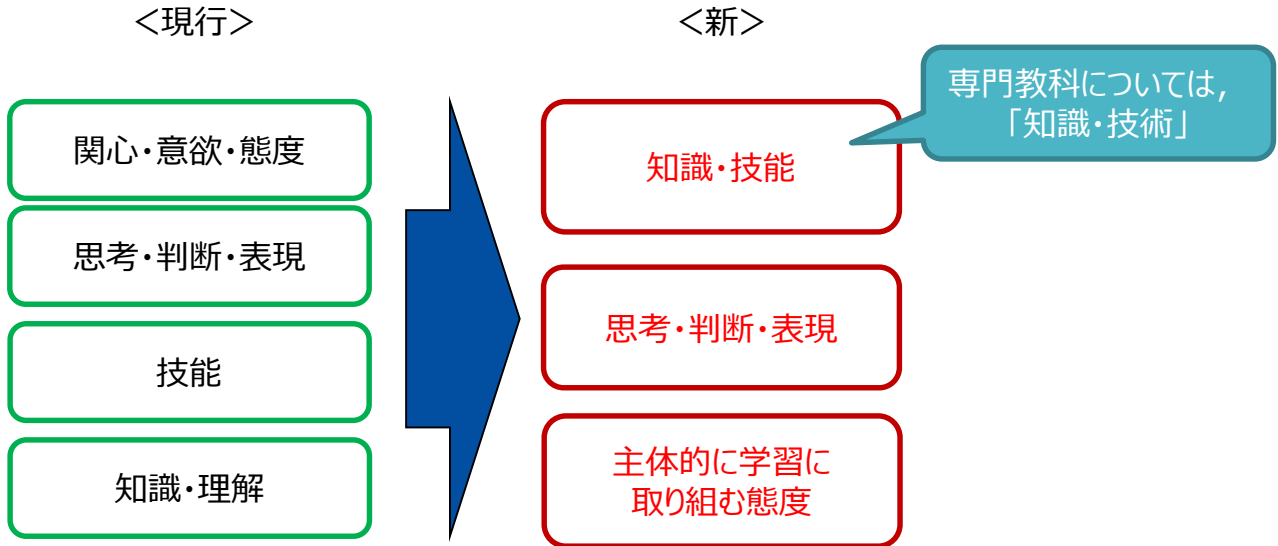 ＜現行＞
関心・意欲・態度
思考・判断・表現
技能
知識・理解
＜新＞
知識・技能
専門教科については，
「知識・技術」
思考・判断・表現
主体的に学習に
取り組む態度